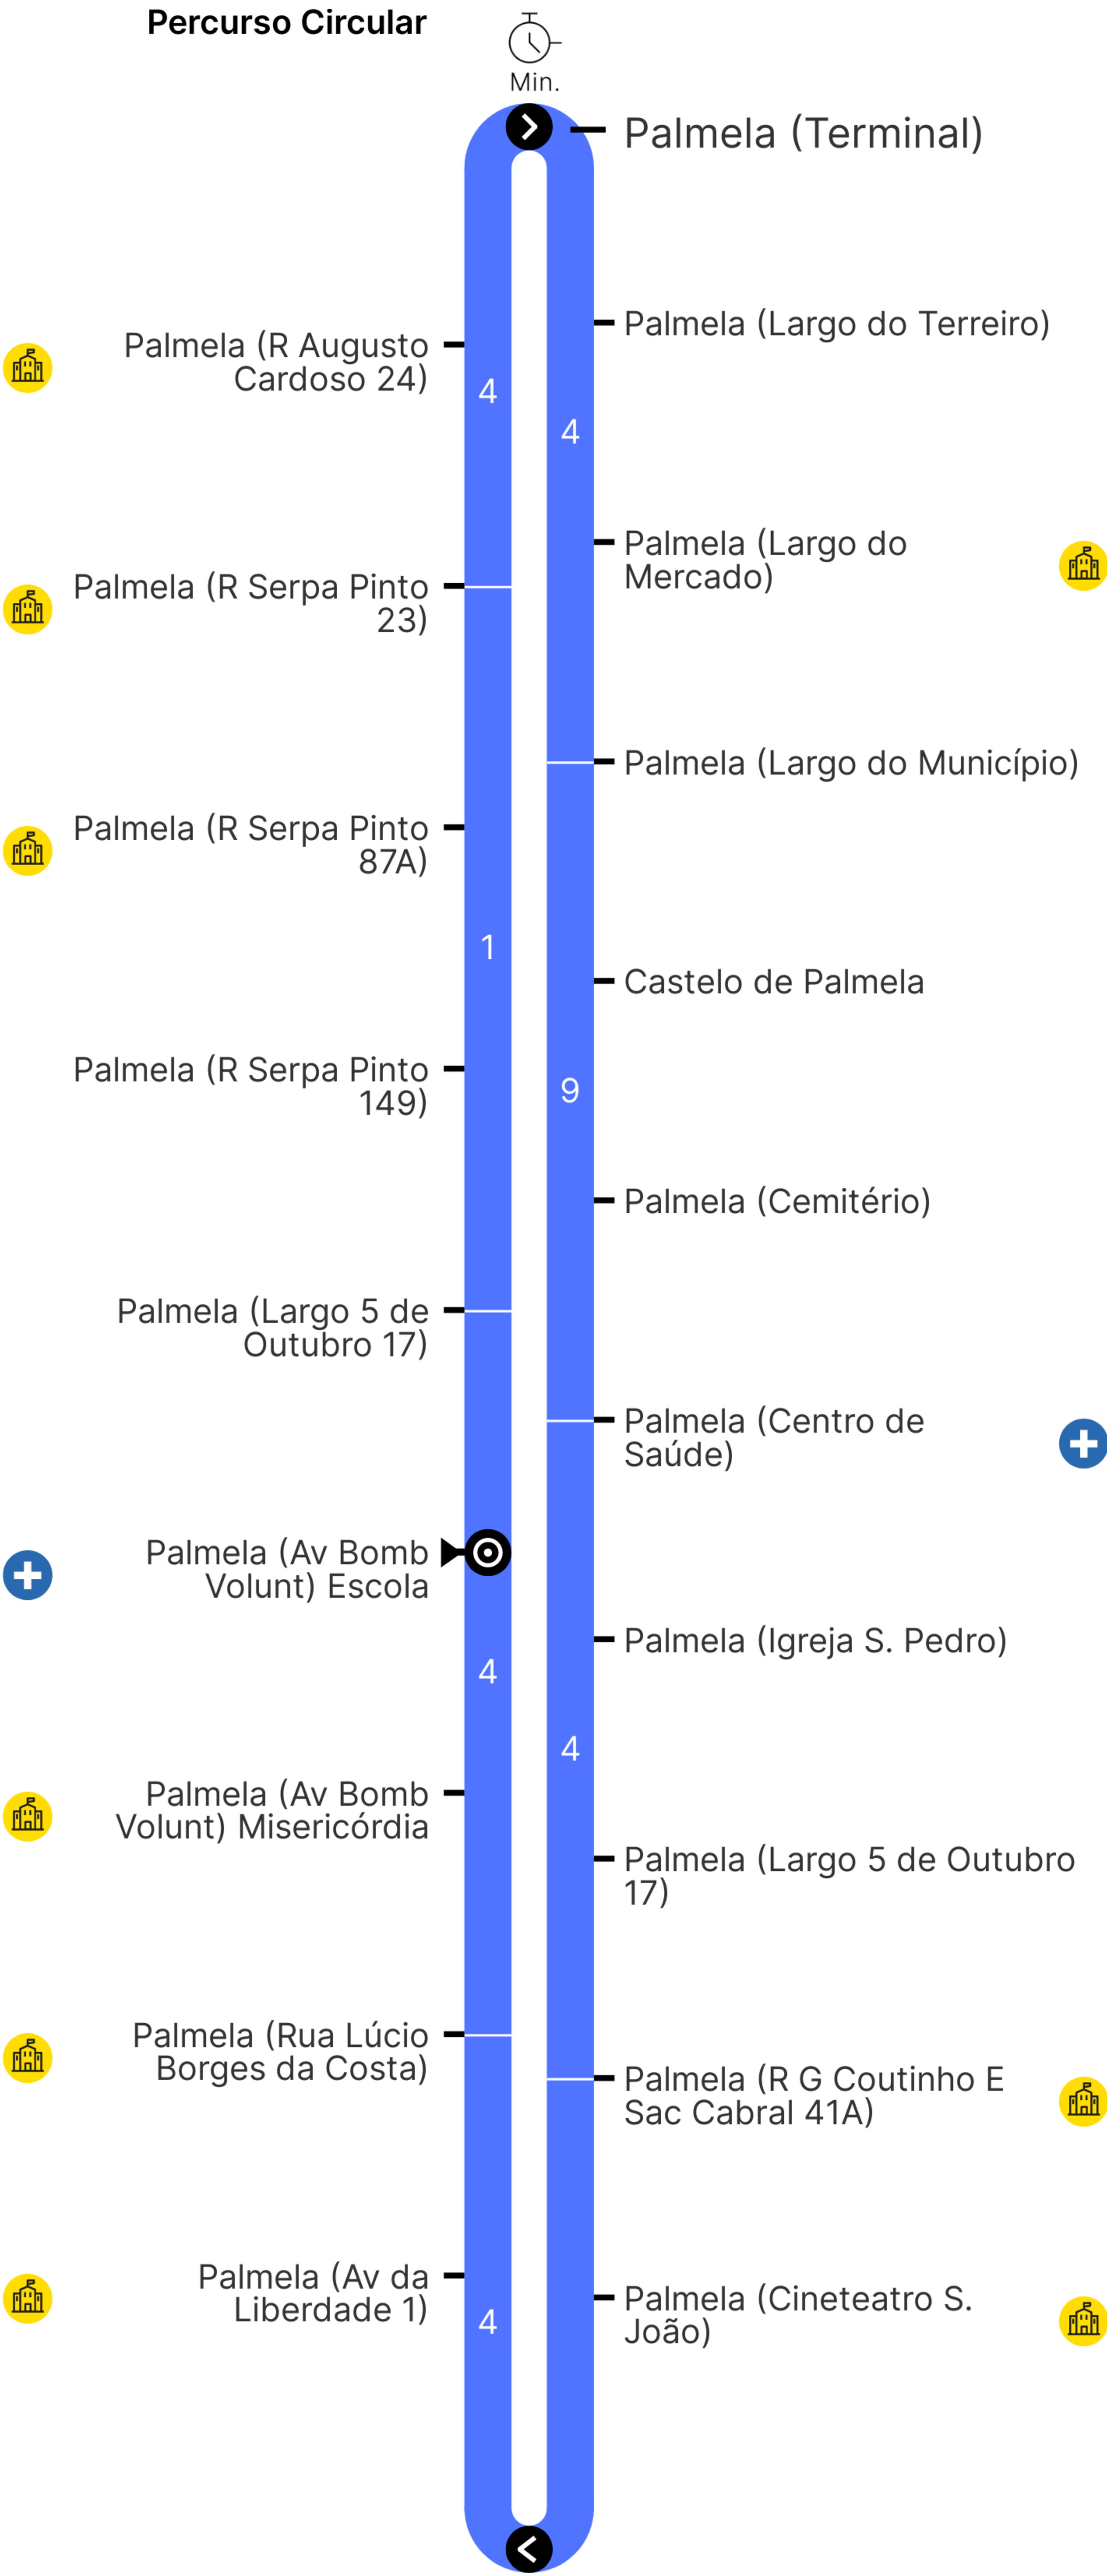 Percurso Circular
Min.
Palmela (Terminal)
Palmela (Largo do Terreiro)
Palmela (R Augusto
Cardoso 24)
4
4
Palmela (Largo do
Mercado)
Palmela (R Serpa Pinto
23)
Palmela (Largo do Município)
Palmela (R Serpa Pinto
87A)
1
Castelo de Palmela
Palmela (R Serpa Pinto
149)
9
Palmela (Cemitério)
Palmela (Largo 5 de
Outubro 17)
Palmela (Centro de
Saúde)
Palmela (Av Bomb
Volunt) Escola
Palmela (Igreja S. Pedro)
4
4
Palmela (Av Bomb
Volunt) Misericórdia
Palmela (Largo 5 de Outubro
17)
Palmela (Rua Lúcio
Borges da Costa)
Palmela (R G Coutinho E
Sac Cabral 41A)
Palmela (Av da
Liberdade 1)
Palmela (Cineteatro S.
João)
4